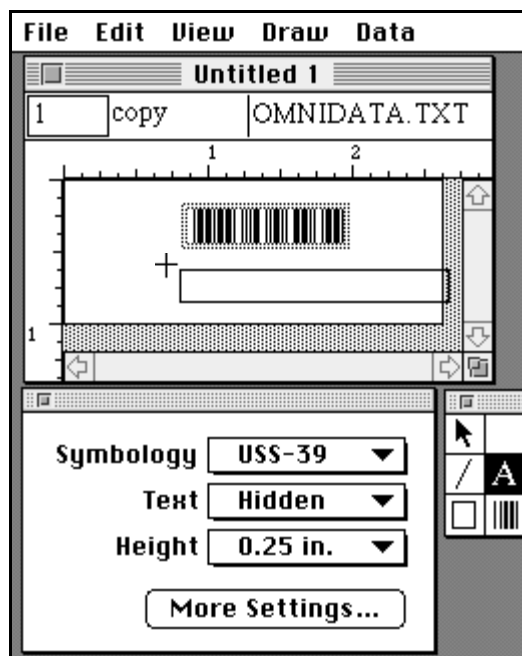 File Edit View Draw Data
Untitled 1
1 copy OMNIDATA.TXT
1 2
1
Symbology USS-39
Text Hidden
Height 0.25 in.
A
More Settings...